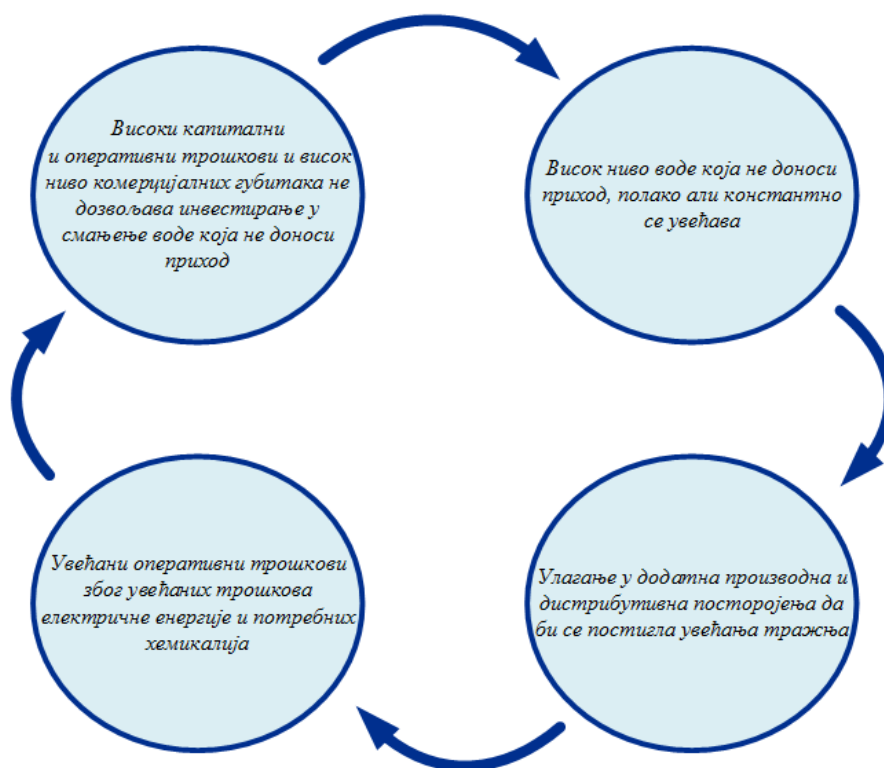 Високи капитални
и оперативни трошкови и висок
ниво комерцијалних губитака не
дозвољава инвестирање у
смањење воде која не доноси
приход
Висок ниво воде која не доноси
приход, полако али константно
се увећава
Увећани оперативни трошкови
због увећаних трошкова
електричне енергије и потребних
хемикалија
Улагање у додатна производна и
дистрибутивна посторојења да
би се постигла увећања тражња